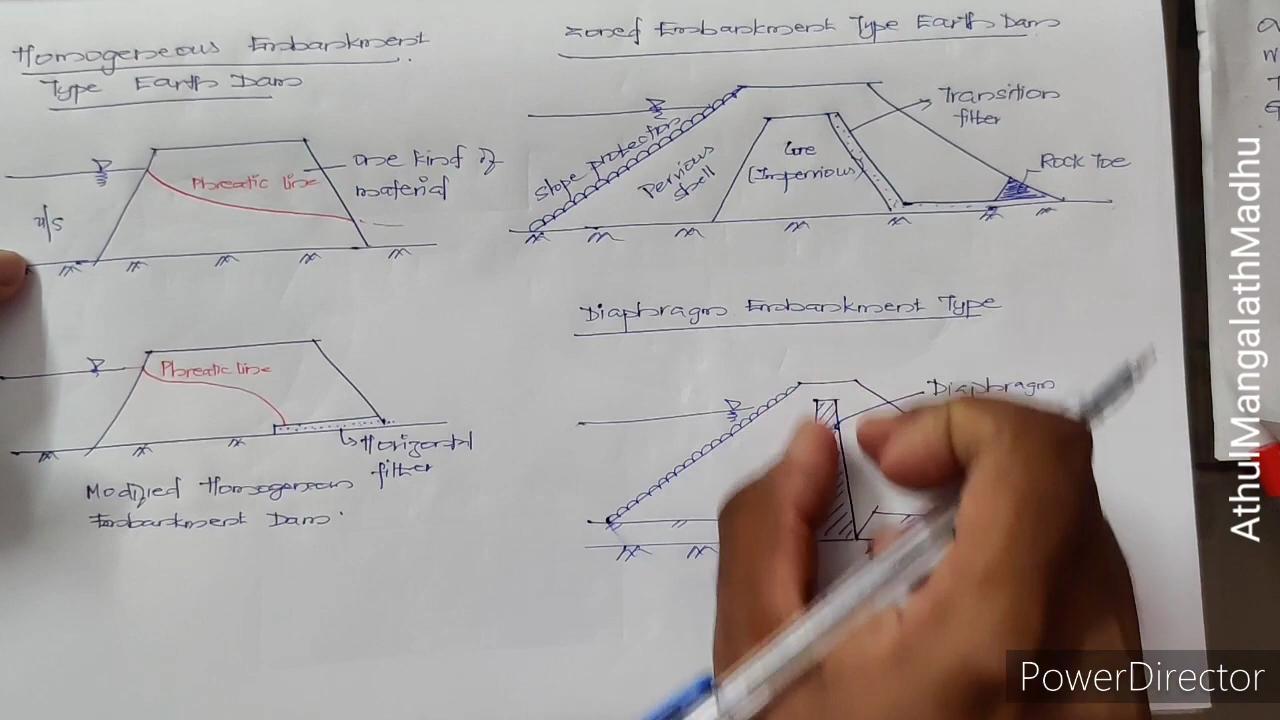 Homogeneous Embankment
Type Earth Dam
Phreatic line
one kind of
material
u/s
Phreatic line
Horizontal
filter
Modified Homogeneous
Embankment Dam
Zoned Embankment Type Earth Dam
Transition
filter
slope protection
Pervious
shell
Core
(Impervious)
Rock Toe
Diaphragm Embankment Type
Diaphragm
AthulMangalathMadhu
PowerDirector